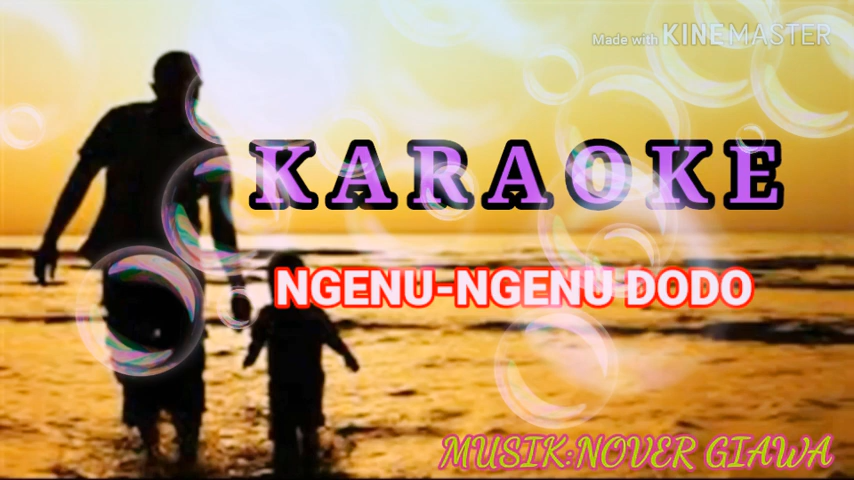 Made with KINEMASTER
KARAOKE
NGENU-NGENU DODO
MUSIK:NOVER GIAWA